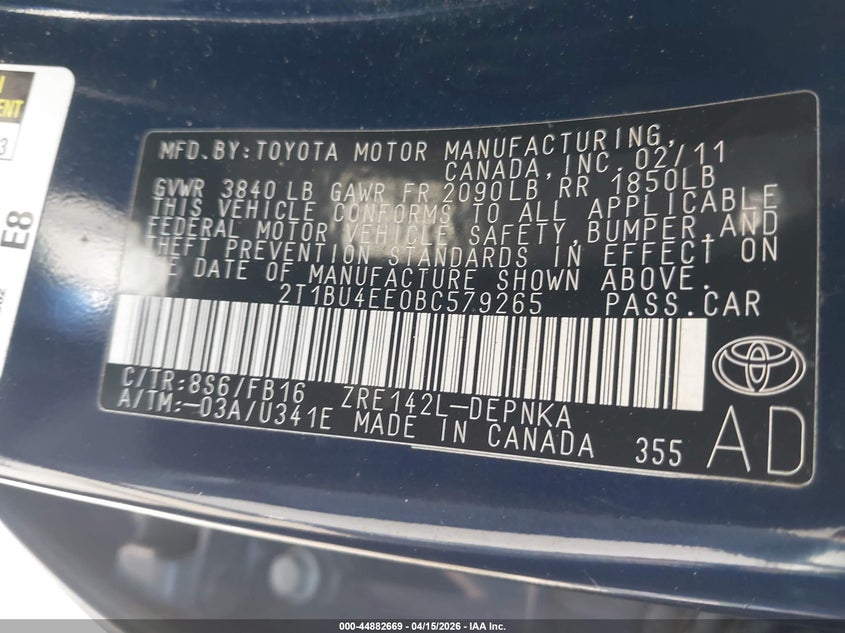 MFD.BY:TOYOTA MOTOR MANUFACTURING,
CANADA,INC. 02/11
GVWR 3840 LB GAWR FR 2090LB RR 1850LB
THIS VEHICLE CONFORMS TO ALL APPLICABLE
FEDERAL MOTOR VEHICLE SAFETY,BUMPER,AND
THEFT PREVENTION STANDARDS IN EFFECT ON
THE DATE OF MANUFACTURE SHOWN ABOVE.
2T1BU4EE0BC579265 PASS.CAR
C/TR:8S6/FB16 ZRE142L-DEPNKA
A/TM:-03A/U341E MADE IN CANADA 355
AD
E8
3
000-44882669 - 04/15/2026 - IAA Inc.